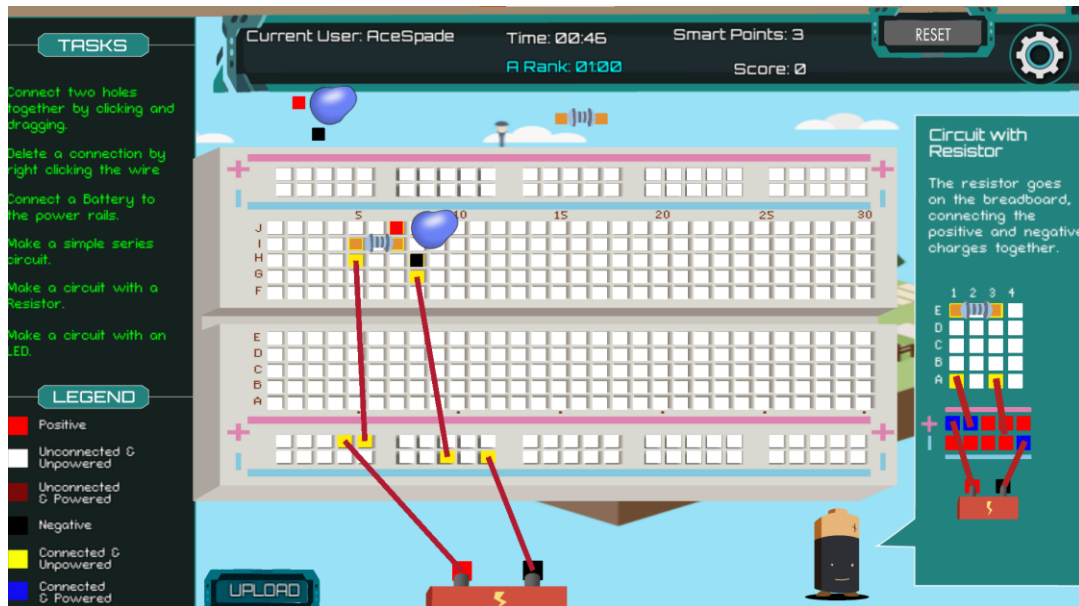 TASKS
Connect two holes
together by clicking and
dragging.
Delete a connection by
right clicking the wire
Connect a Battery to
the power rails.
Make a simple series
circuit.
Make a circuit with a
Resistor.
Make a circuit with an
LED.
LEGEND
Positive
Unconnected &
Unpowered
Unconnected
& Powered
Negative
Connected &
Unpowered
Connected
& Powered
Current User: AceSpade
Time: 00:46
Smart Points: 3
A Rank: 01:00
Score: 0
RESET
+
+
5 10 15 20 25 30
J
I
H
G
F
E
D
C
B
A
+
+
UPLOAD
Circuit with
Resistor
The resistor goes
on the breadboard,
connecting the
positive and negative
charges together.
1 2 3 4
E
D
C
B
A
+